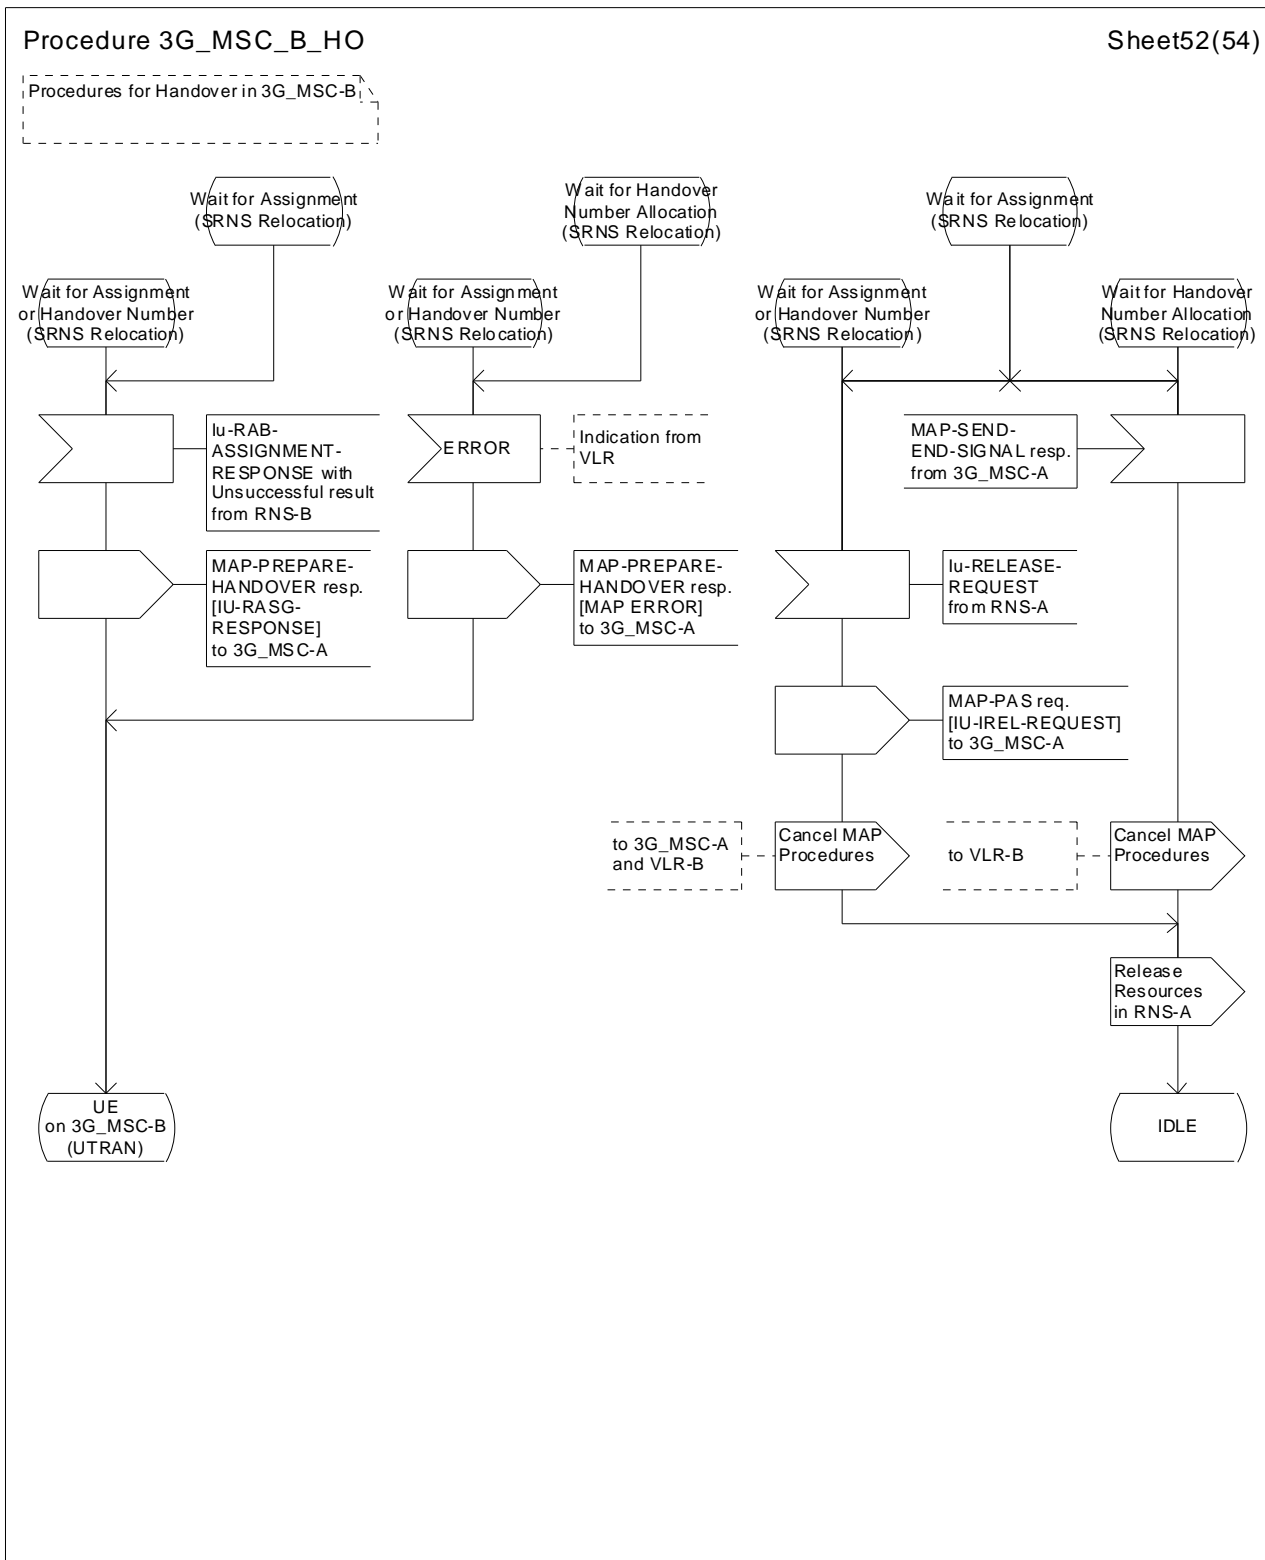 Procedure 3G_MSC_B_HO
Sheet52(54)
Procedures for Handover in 3G_MSC-B
Wait for Assignment
(SRNS Relocation)
Wait for Handover
Number Allocation
(SRNS Relocation)
Wait for Assignment
(SRNS Relocation)
Wait for Assignment
or Handover Number
(SRNS Relocation)
Wait for Assignment
or Handover Number
(SRNS Relocation)
Wait for Assignment
or Handover Number
(SRNS Relocation)
Wait for Handover
Number Allocation
(SRNS Relocation)
Iu-RAB-
ASSIGNMENT-
RESPONSE with
Unsuccessful result
from RNS-B
ERROR
Indication from
VLR
MAP-SEND-
END-SIGNAL resp.
from 3G_MSC-A
MAP-PREPARE-
HANDOVER resp.
[IU-RASG-
RESPONSE]
to 3G_MSC-A
MAP-PREPARE-
HANDOVER resp.
[MAP ERROR]
to 3G_MSC-A
Iu-RELEASE-
REQUEST
from RNS-A
MAP-PAS req.
[IU-IREL-REQUEST]
to 3G_MSC-A
to 3G_MSC-A
and VLR-B
Cancel MAP
Procedures
to VLR-B
Cancel MAP
Procedures
Release
Resources
in RNS-A
UE
on 3G_MSC-B
(UTRAN)
IDLE